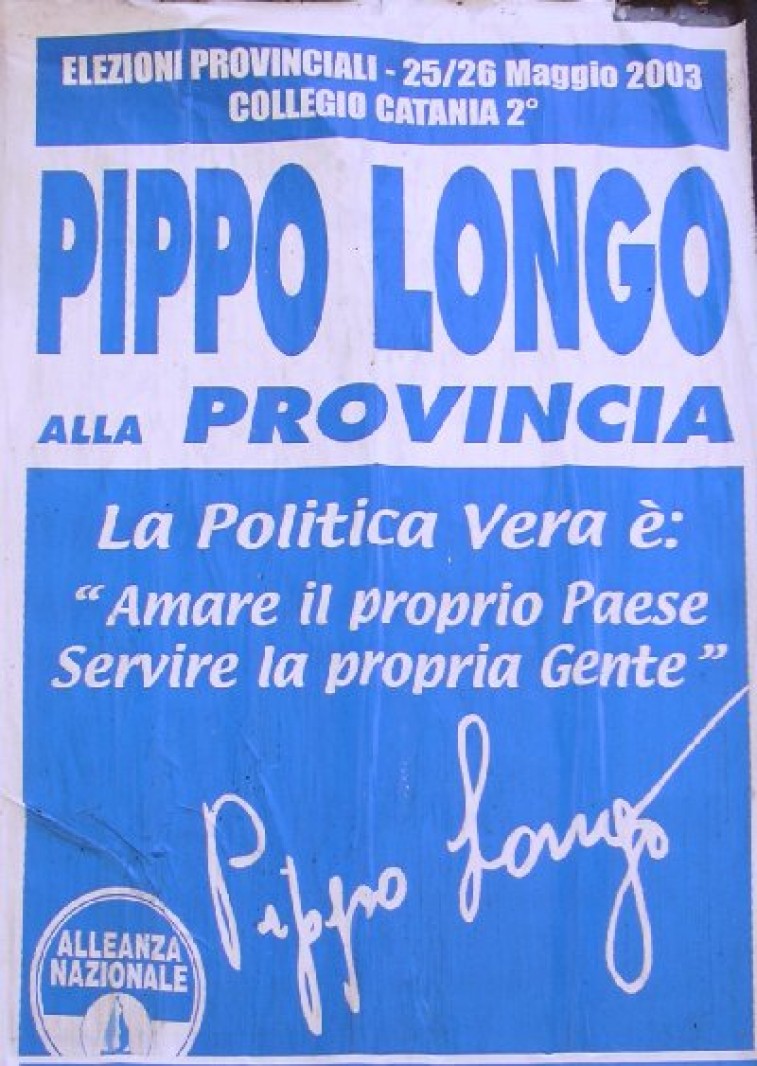 ELEZIONI PROVINCIALI - 25/26 Maggio 2003
COLLEGIO CATANIA 2°
PIPPO LONGO
ALLA PROVINCIA
La Politica Vera è:
“Amare il proprio Paese
Servire la propria Gente”
Pippo Longo
ALLEANZA
NAZIONALE